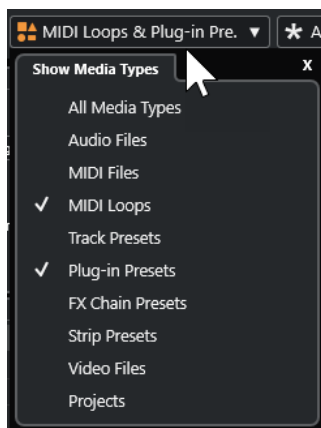 MIDI Loops & Plug-in Pre.
Show Media Types
x
All Media Types
Audio Files
MIDI Files
MIDI Loops
Track Presets
Plug-in Presets
FX Chain Presets
Strip Presets
Video Files
Projects